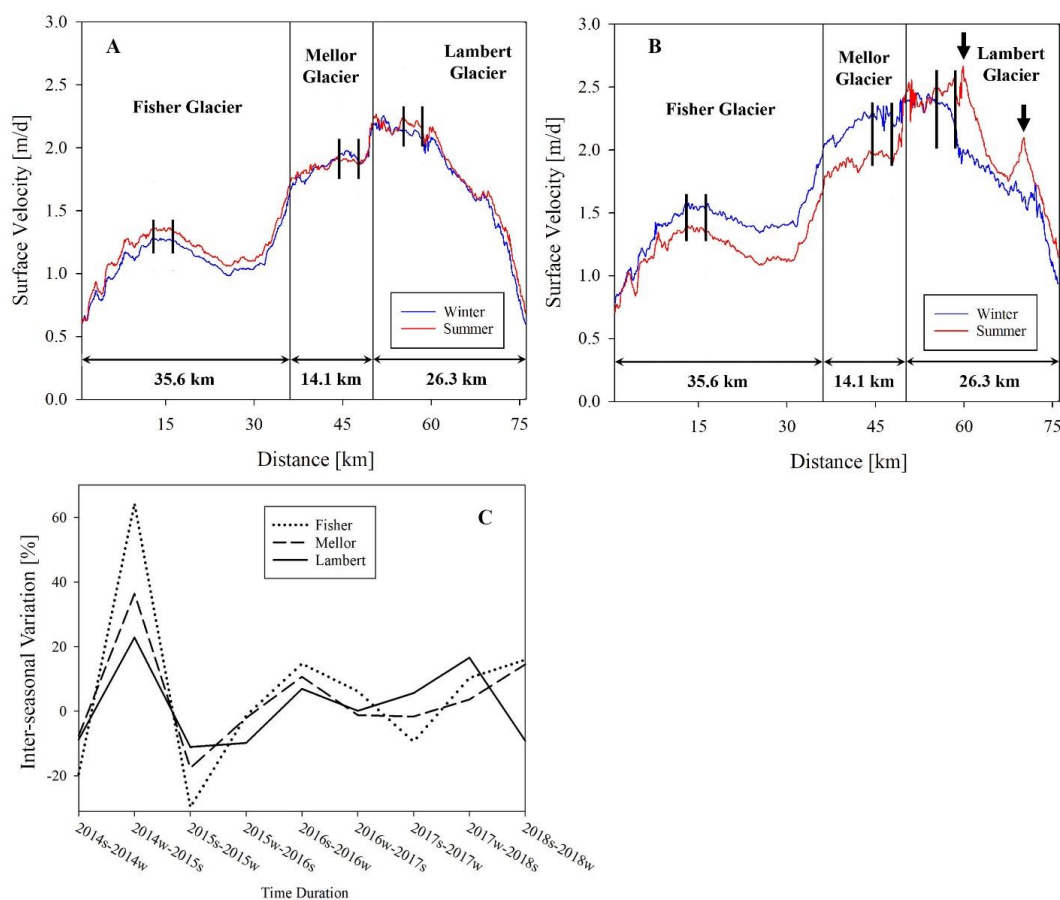 A
Mellor
Glacier
Lambert
Glacier
Fisher Glacier
Surface Velocity [m/d]
3.0
2.5
2.0
1.5
1.0
0.5
0.0
Winter
Summer
35.6 km
14.1 km
26.3 km
15
30
45
60
75
Distance [km]
B
Mellor
Glacier
Lambert
Glacier
Fisher Glacier
Surface Velocity [m/d]
3.0
2.5
2.0
1.5
1.0
0.5
0.0
Winter
Summer
35.6 km
14.1 km
26.3 km
15
30
45
60
75
Distance [km]
C
Fisher
Mellor
Lambert
Inter-seasonal Variation [%]
60
40
20
0
-20
2014s-2014w
2014w-2015s
2015s-2015w
2015w-2016s
2016s-2016w
2016w-2017s
2017s-2017w
2017w-2018s
2018s-2018w
Time Duration